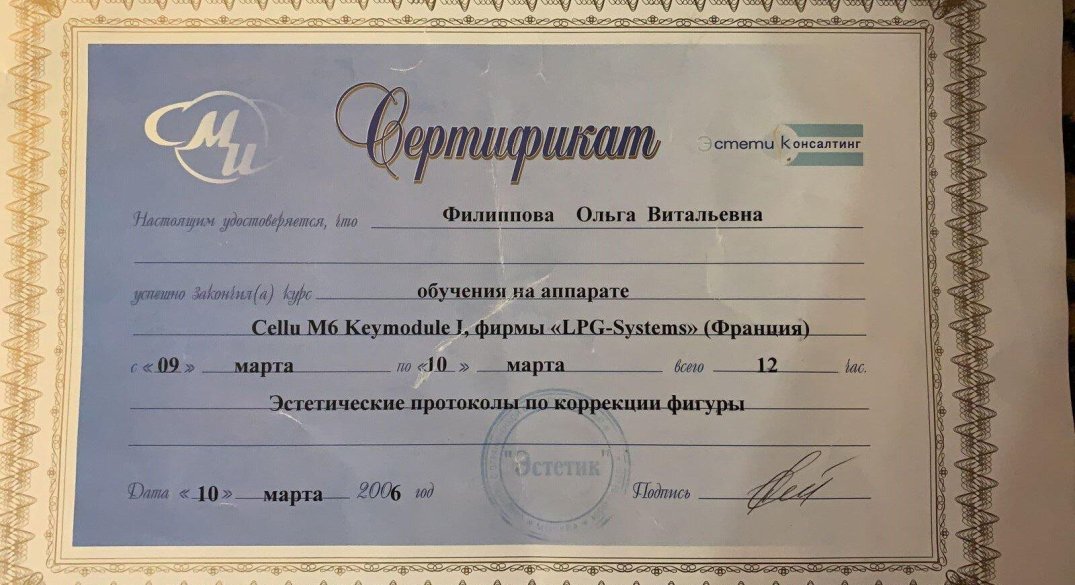 СМИ
Сертификат
Эстети Консалтинг
Настоящим удостоверяется, что Филиппова Ольга Витальевна
успешно закончил(а) курс обучения на аппарате
Cellu M6 Keymodule I, фирмы «LPG-Systems» (Франция)
с «09» марта по «10» марта всего 12 час.
Эстетические протоколы по коррекции фигуры
"Эстетик"
Дата «10» марта 2006 год Подпись